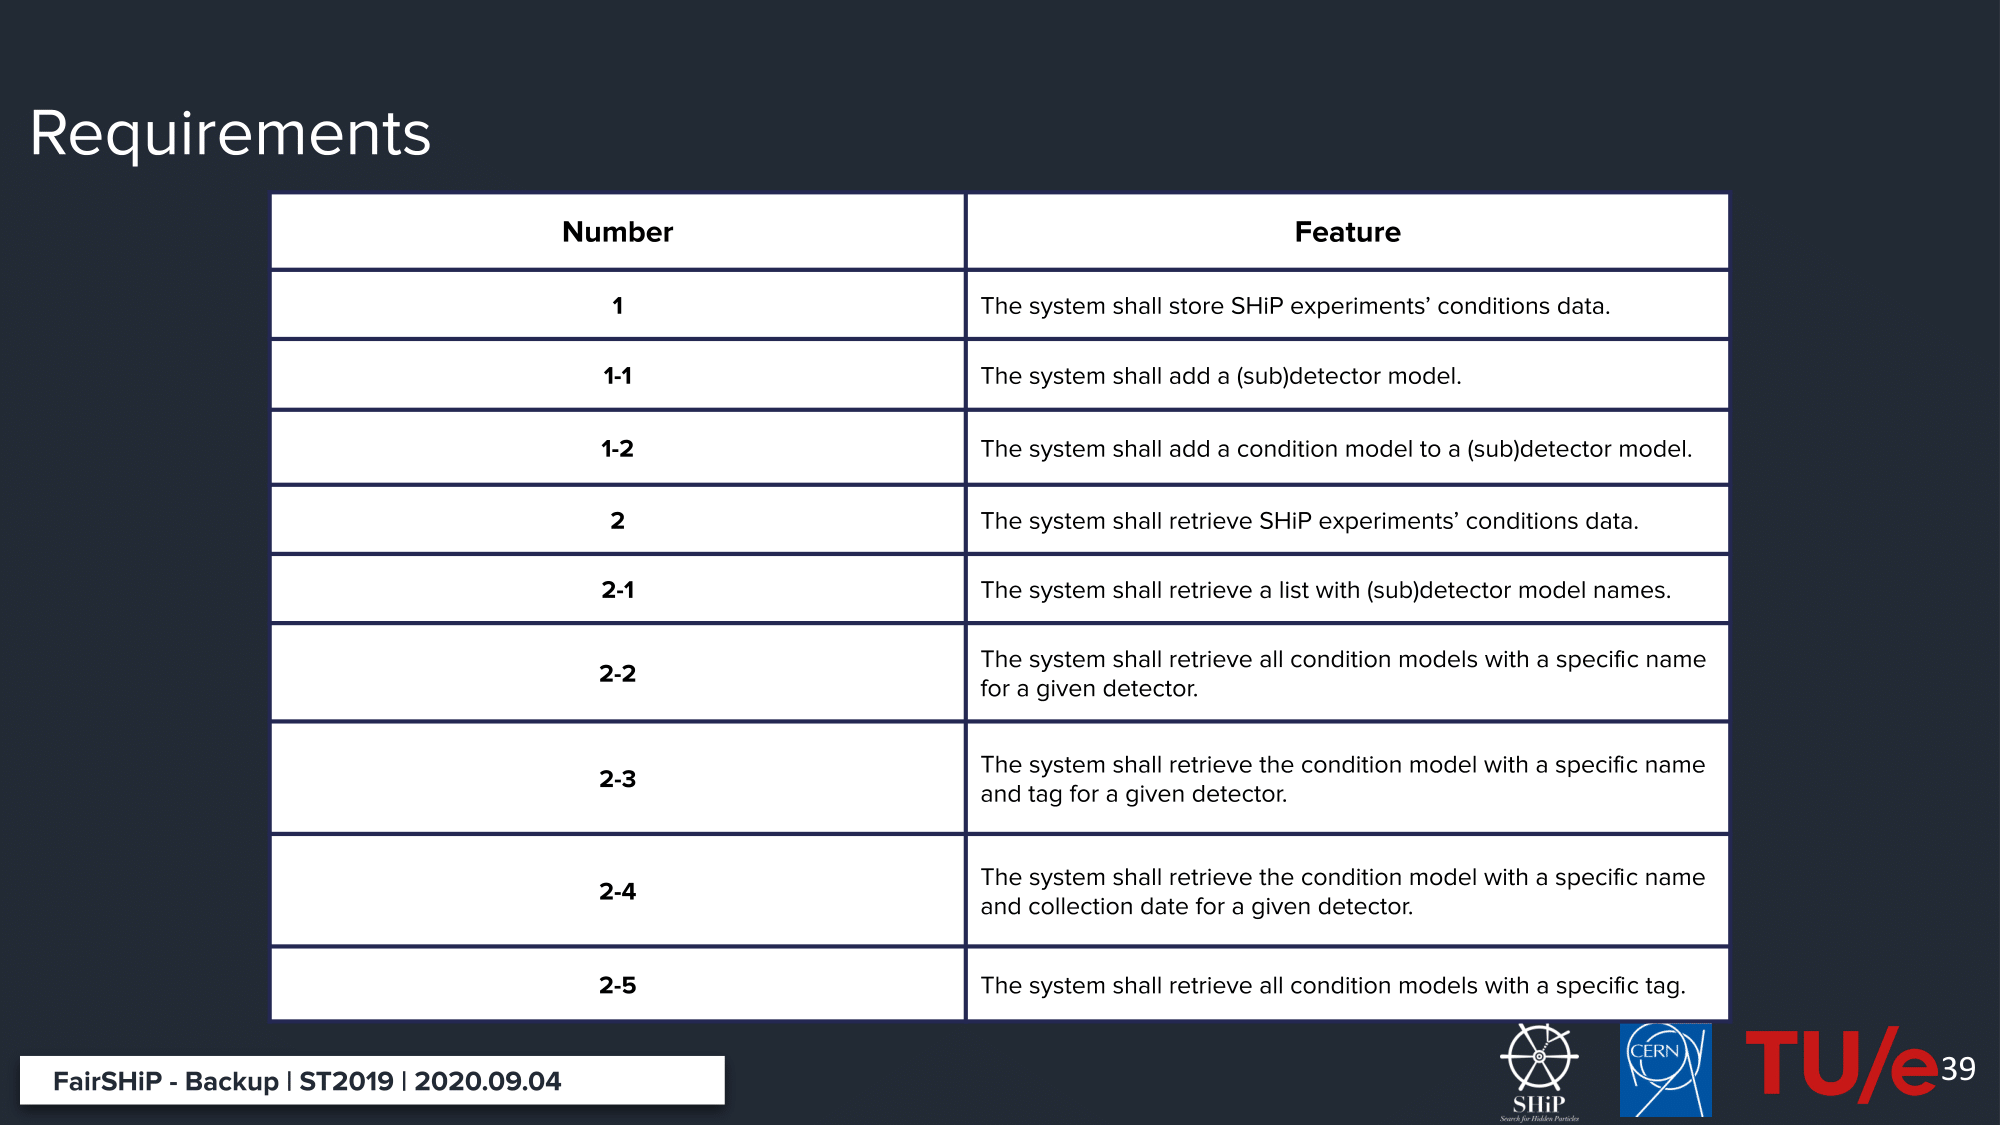 Requirements
Number
Feature
1
The system shall store SHiP experiments’ conditions data.
1-1
The system shall add a (sub)detector model.
1-2
The system shall add a condition model to a (sub)detector model.
2
The system shall retrieve SHiP experiments’ conditions data.
2-1
The system shall retrieve a list with (sub)detector model names.
2-2
The system shall retrieve all condition models with a specific name
for a given detector.
2-3
The system shall retrieve the condition model with a specific name
and tag for a given detector.
2-4
The system shall retrieve the condition model with a specific name
and collection date for a given detector.
2-5
The system shall retrieve all condition models with a specific tag.
FairSHiP - Backup | ST2019 | 2020.09.04
SHiP
Search for Hidden Particles
CERN
TU/e
39